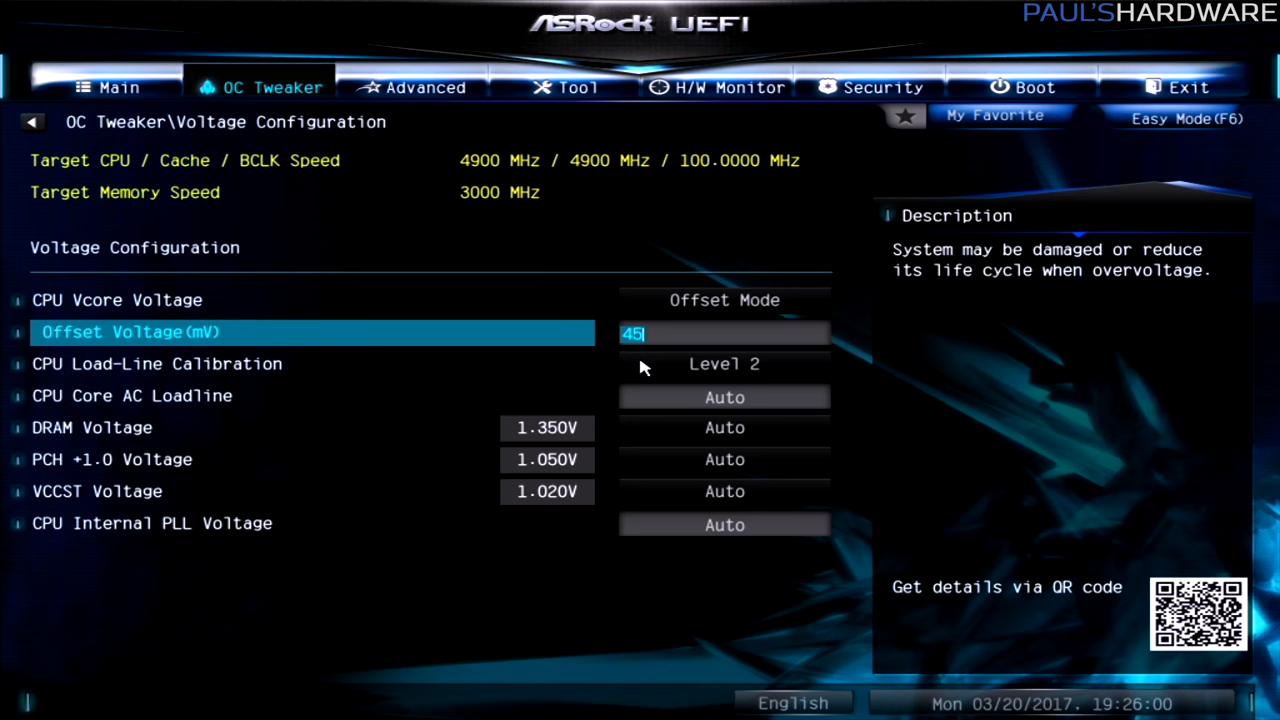 PAUL'SHARDWARE
ASRock UEFI
Main OC Tweaker Advanced Tool H/W Monitor Security Boot Exit
OC Tweaker\Voltage Configuration
My Favorite Easy Mode(F6)
Target CPU / Cache / BCLK Speed 4900 MHz / 4900 MHz / 100.0000 MHz
Target Memory Speed 3000 MHz
Voltage Configuration
CPU Vcore Voltage Offset Mode
Offset Voltage(mV) 45
CPU Load-Line Calibration Level 2
CPU Core AC Loadline Auto
DRAM Voltage 1.350V Auto
PCH +1.0 Voltage 1.050V Auto
VCCST Voltage 1.020V Auto
CPU Internal PLL Voltage Auto
Description
System may be damaged or reduce
its life cycle when overvoltage.
Get details via QR code
English Mon 03/20/2017. 19:26:00